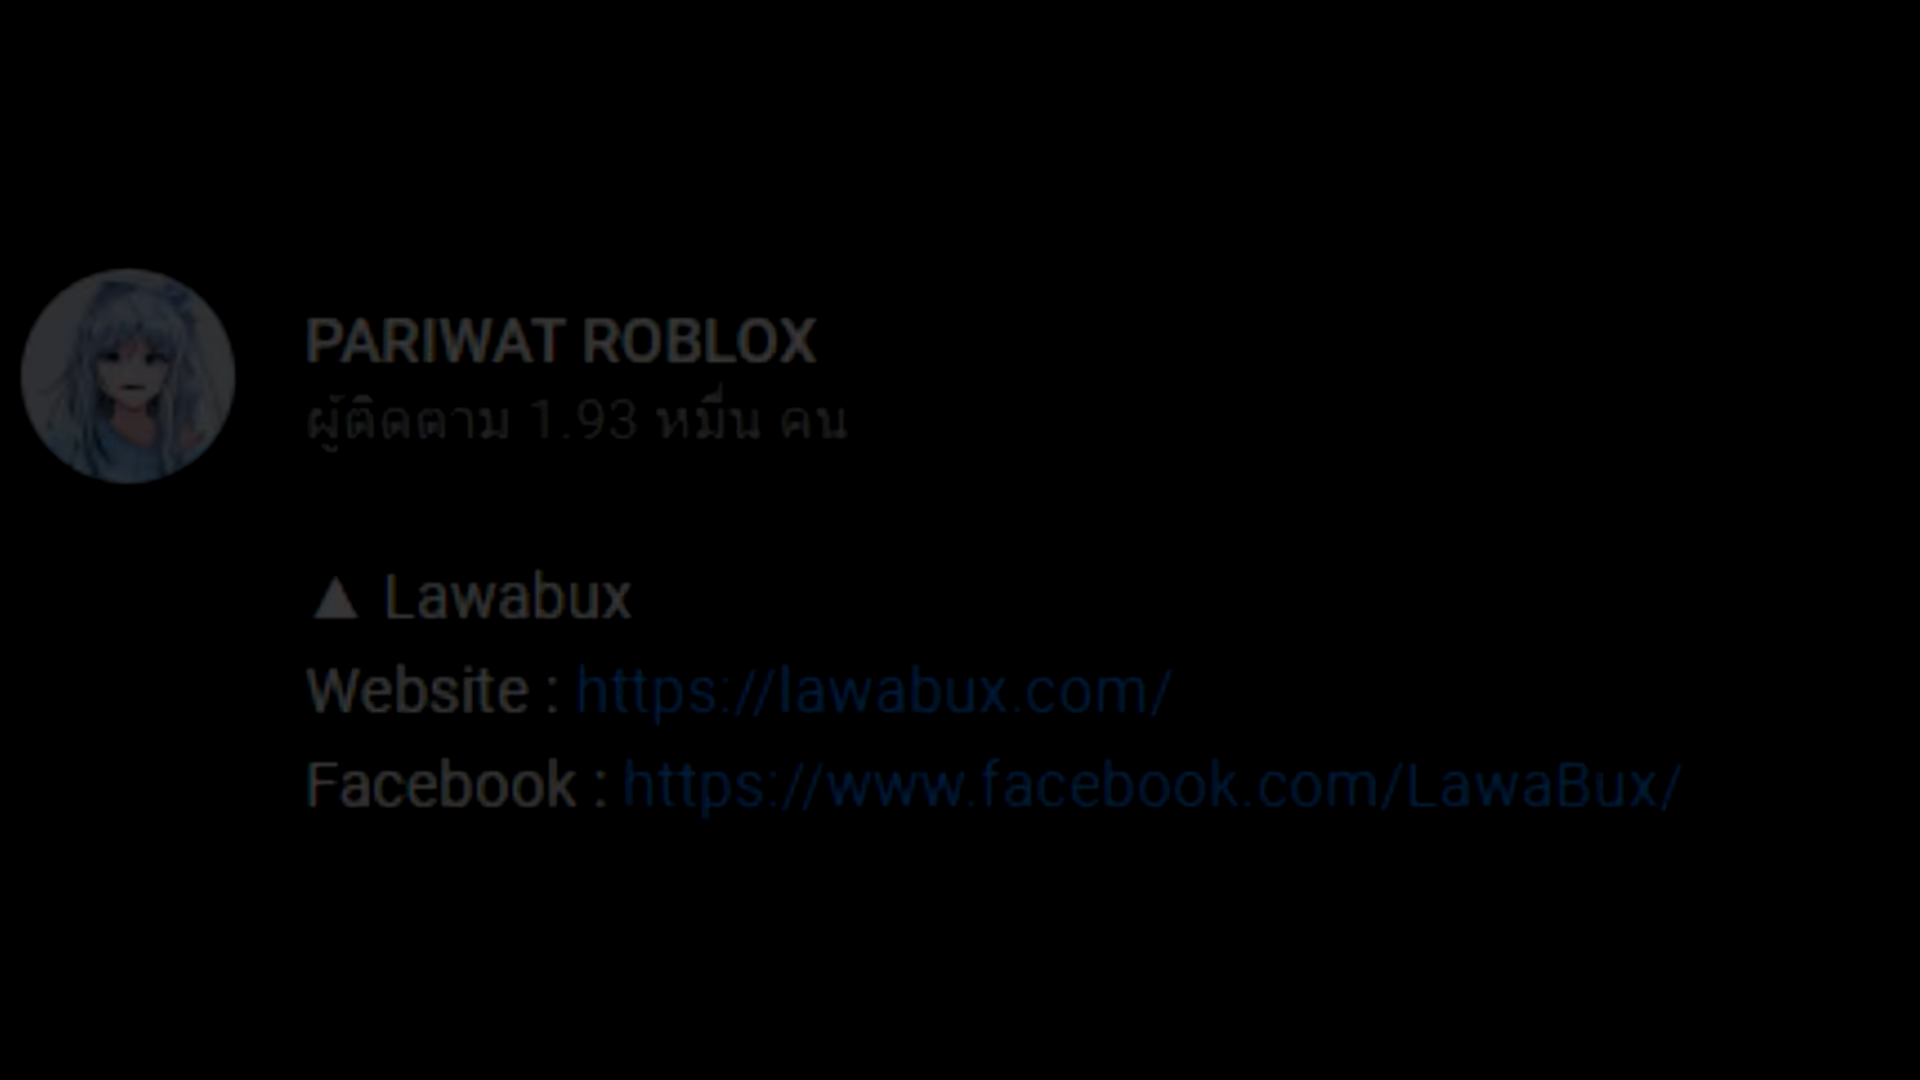 PARIWAT ROBLOX
ผู้ติดตาม 1.93 หมื่น คน
▲ Lawabux
Website : https://lawabux.com/
Facebook : https://www.facebook.com/LawaBux/